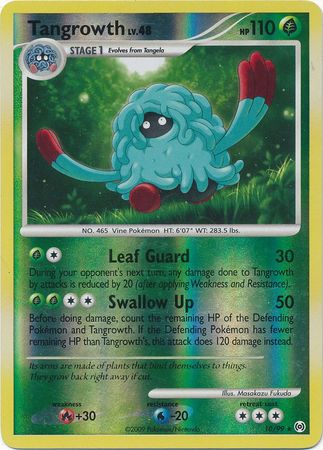 Tangrowth LV.48 HP 110
STAGE 1 Evolves from Tangela
NO. 465 Vine Pokémon HT: 6'07" WT: 283.5 lbs.
Leaf Guard 30
During your opponent's next turn, any damage done to Tangrowth
by attacks is reduced by 20 (after applying Weakness and Resistance).
Swallow Up 50
Before doing damage, count the remaining HP of the Defending
Pokémon and Tangrowth. If the Defending Pokémon has fewer
remaining HP than Tangrowth's, this attack does 120 damage instead.
Its arms are made of plants that bind themselves to things.
They grow back right away if cut.
Illus. Masakazu Fukuda
weakness resistance retreat cost
+30 -20
©2009 Pokémon/Nintendo 10/99